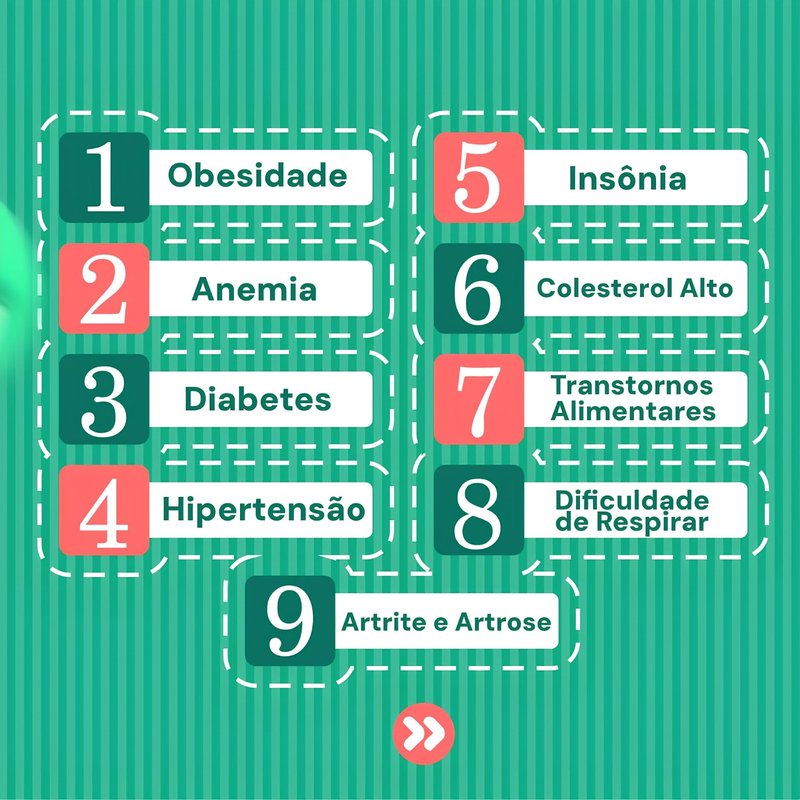 1 Obesidade
2 Anemia
3 Diabetes
4 Hipertensão
5 Insônia
6 Colesterol Alto
7 Transtornos
Alimentares
8 Dificuldade
de Respirar
9 Artrite e Artrose